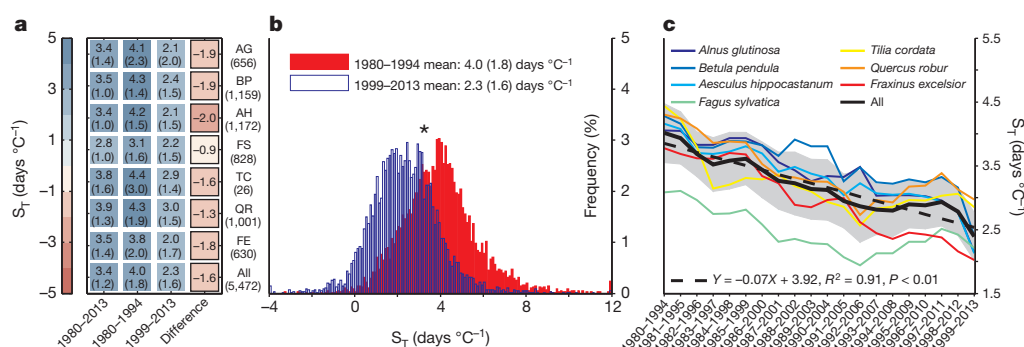 a
S_T (days °C⁻¹)
5
3
1
−1
−3
−5
3.4 4.1 2.1 −1.9 AG
(1.4) (2.3) (2.0) (656)
3.5 4.3 2.4 −1.9 BP
(1.0) (1.4) (1.5) (1,159)
3.4 4.2 2.1 −2.0 AH
(1.0) (1.5) (1.5) (1,172)
2.8 3.1 2.2 −0.9 FS
(1.0) (1.6) (1.5) (828)
3.8 4.4 2.9 −1.6 TC
(1.6) (3.0) (1.4) (26)
3.9 4.3 3.0 −1.3 QR
(1.3) (1.9) (1.5) (1,001)
3.5 3.8 2.0 −1.8 FE
(1.4) (2.0) (1.7) (630)
3.4 4.0 2.3 −1.6 All
(1.2) (1.8) (1.6) (5,472)
1980–2013
1980–1994
1999–2013
Difference
b
1980–1994 mean: 4.0 (1.8) days °C⁻¹
1999–2013 mean: 2.3 (1.6) days °C⁻¹
*
−4 0 4 8 12
S_T (days °C⁻¹)
5
4
3
2
1
0
Frequency (%)
c
Alnus glutinosa
Betula pendula
Aesculus hippocastanum
Fagus sylvatica
Tilia cordata
Quercus robur
Fraxinus excelsior
All
Y = −0.07X + 3.92, R² = 0.91, P < 0.01
5.5
4.5
3.5
2.5
1.5
S_T (days °C⁻¹)
1980–1994
1981–1995
1982–1996
1983–1997
1984–1998
1985–1999
1986–2000
1987–2001
1988–2002
1989–2003
1990–2004
1991–2005
1992–2006
1993–2007
1994–2008
1995–2009
1996–2010
1997–2011
1998–2012
1999–2013